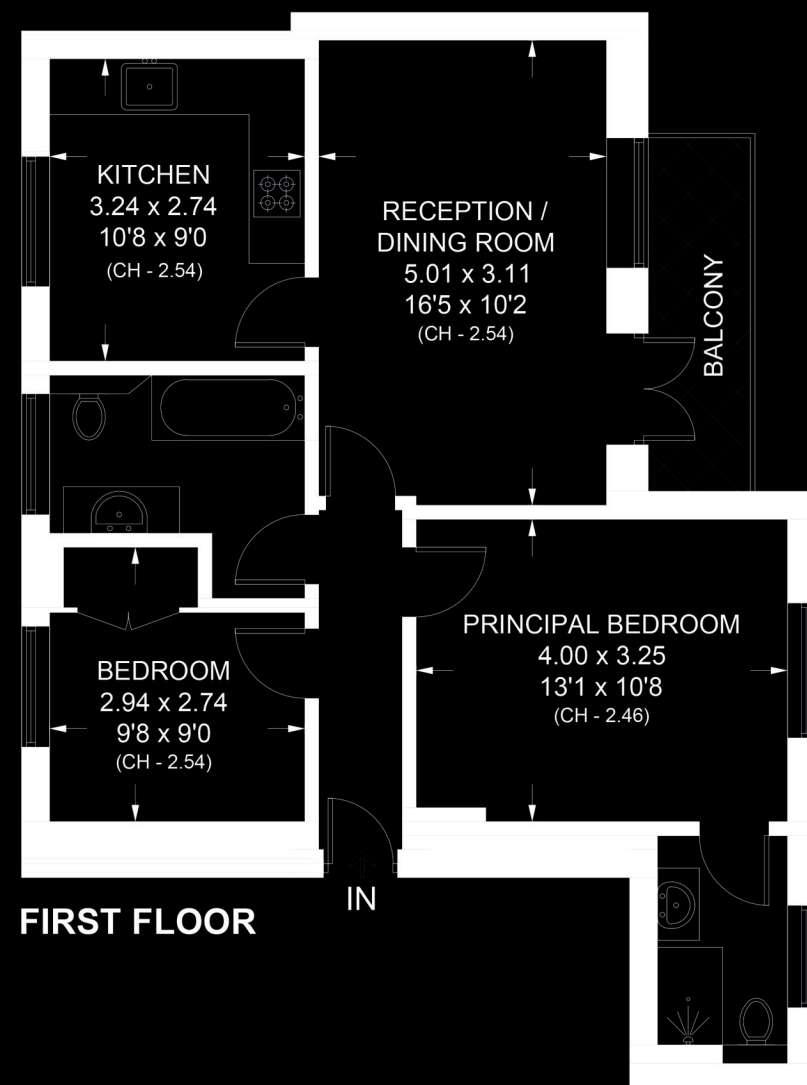 KITCHEN
3.24 x 2.74
10'8 x 9'0
(CH - 2.54)
RECEPTION /
DINING ROOM
5.01 x 3.11
16'5 x 10'2
(CH - 2.54)
BALCONY
BEDROOM
2.94 x 2.74
9'8 x 9'0
(CH - 2.54)
PRINCIPAL BEDROOM
4.00 x 3.25
13'1 x 10'8
(CH - 2.46)
IN
FIRST FLOOR